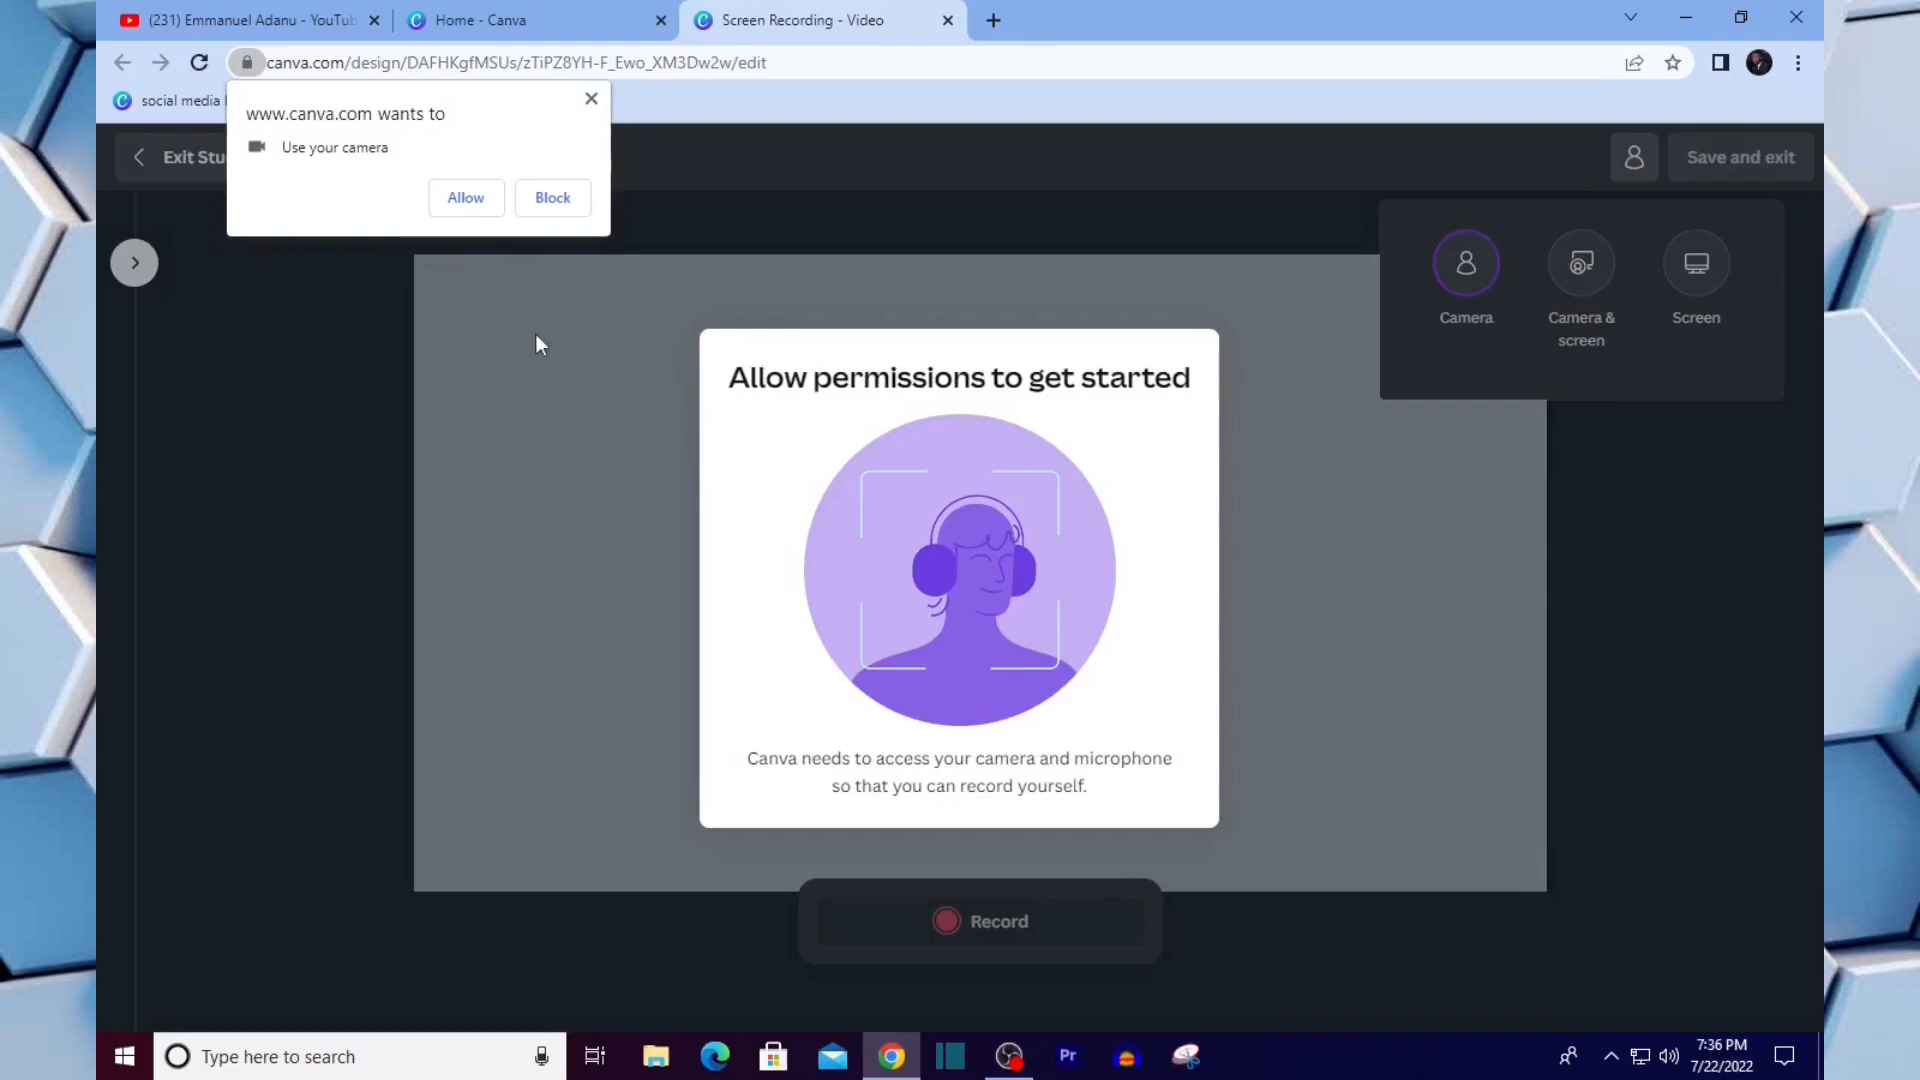 (231) Emmanuel Adanu - YouTub
Home - Canva
Screen Recording - Video
canva.com/design/DAFHKgfMSUs/zTiPZ8YH-F_Ewo_XM3Dw2w/edit
social media
www.canva.com wants to
Use your camera
Allow
Block
Exit Stu
Save and exit
Camera
Camera &
screen
Screen
Allow permissions to get started
Canva needs to access your camera and microphone
so that you can record yourself.
Record
Type here to search
Pr
7:36 PM
7/22/2022